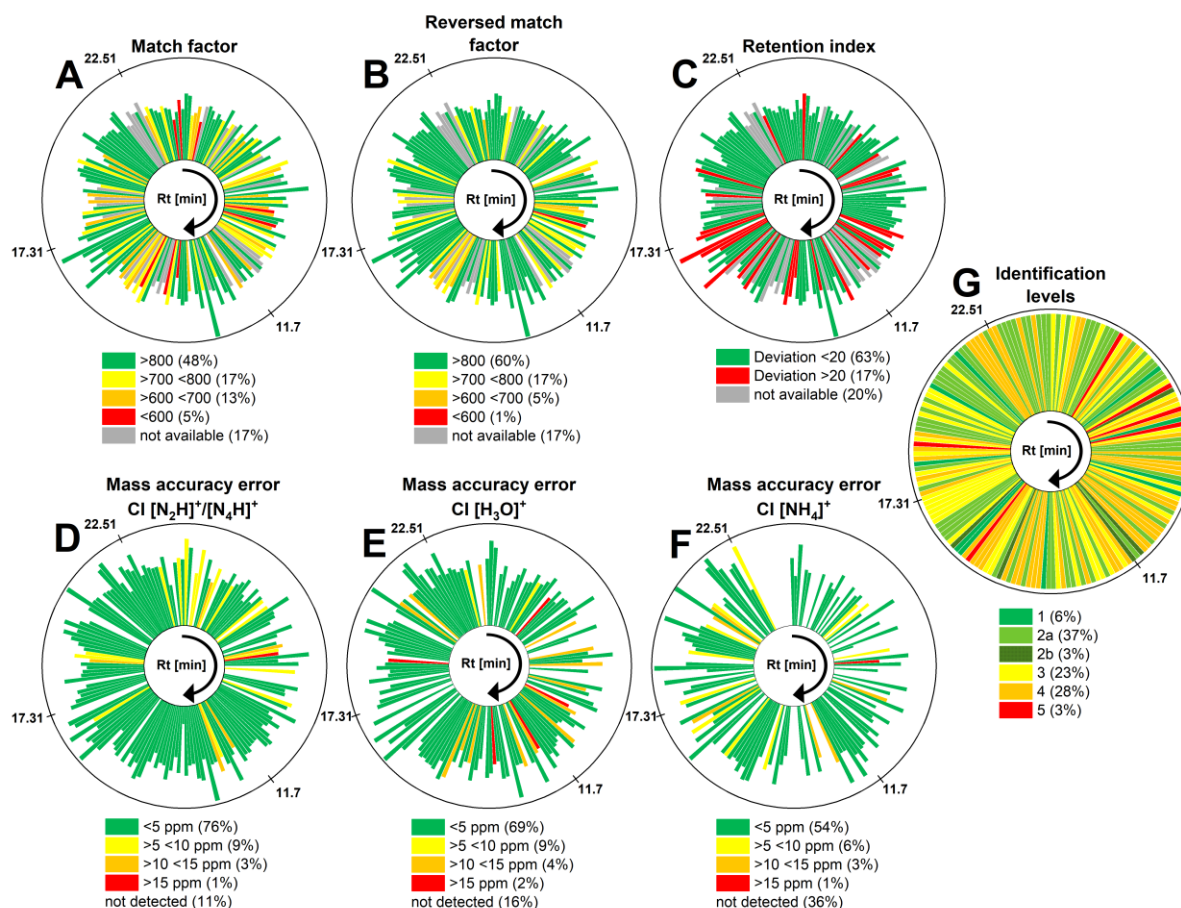 A
Match factor
22.51
Rt [min]
17.31
11.7
>800 (48%)
>700 <800 (17%)
>600 <700 (13%)
<600 (5%)
not available (17%)
B
Reversed match
factor
22.51
Rt [min]
17.31
11.7
>800 (60%)
>700 <800 (17%)
>600 <700 (5%)
<600 (1%)
not available (17%)
C
Retention index
22.51
Rt [min]
17.31
11.7
Deviation <20 (63%)
Deviation >20 (17%)
not available (20%)
D
Mass accuracy error
CI [N₂H]⁺/[N₄H]⁺
22.51
Rt [min]
17.31
11.7
<5 ppm (76%)
>5 <10 ppm (9%)
>10 <15 ppm (3%)
>15 ppm (1%)
not detected (11%)
E
Mass accuracy error
CI [H₃O]⁺
22.51
Rt [min]
17.31
11.7
<5 ppm (69%)
>5 <10 ppm (9%)
>10 <15 ppm (4%)
>15 ppm (2%)
not detected (16%)
F
Mass accuracy error
CI [NH₄]⁺
22.51
Rt [min]
17.31
11.7
<5 ppm (54%)
>5 <10 ppm (6%)
>10 <15 ppm (3%)
>15 ppm (1%)
not detected (36%)
G
Identification
levels
22.51
Rt [min]
17.31
11.7
1 (6%)
2a (37%)
2b (3%)
3 (23%)
4 (28%)
5 (3%)